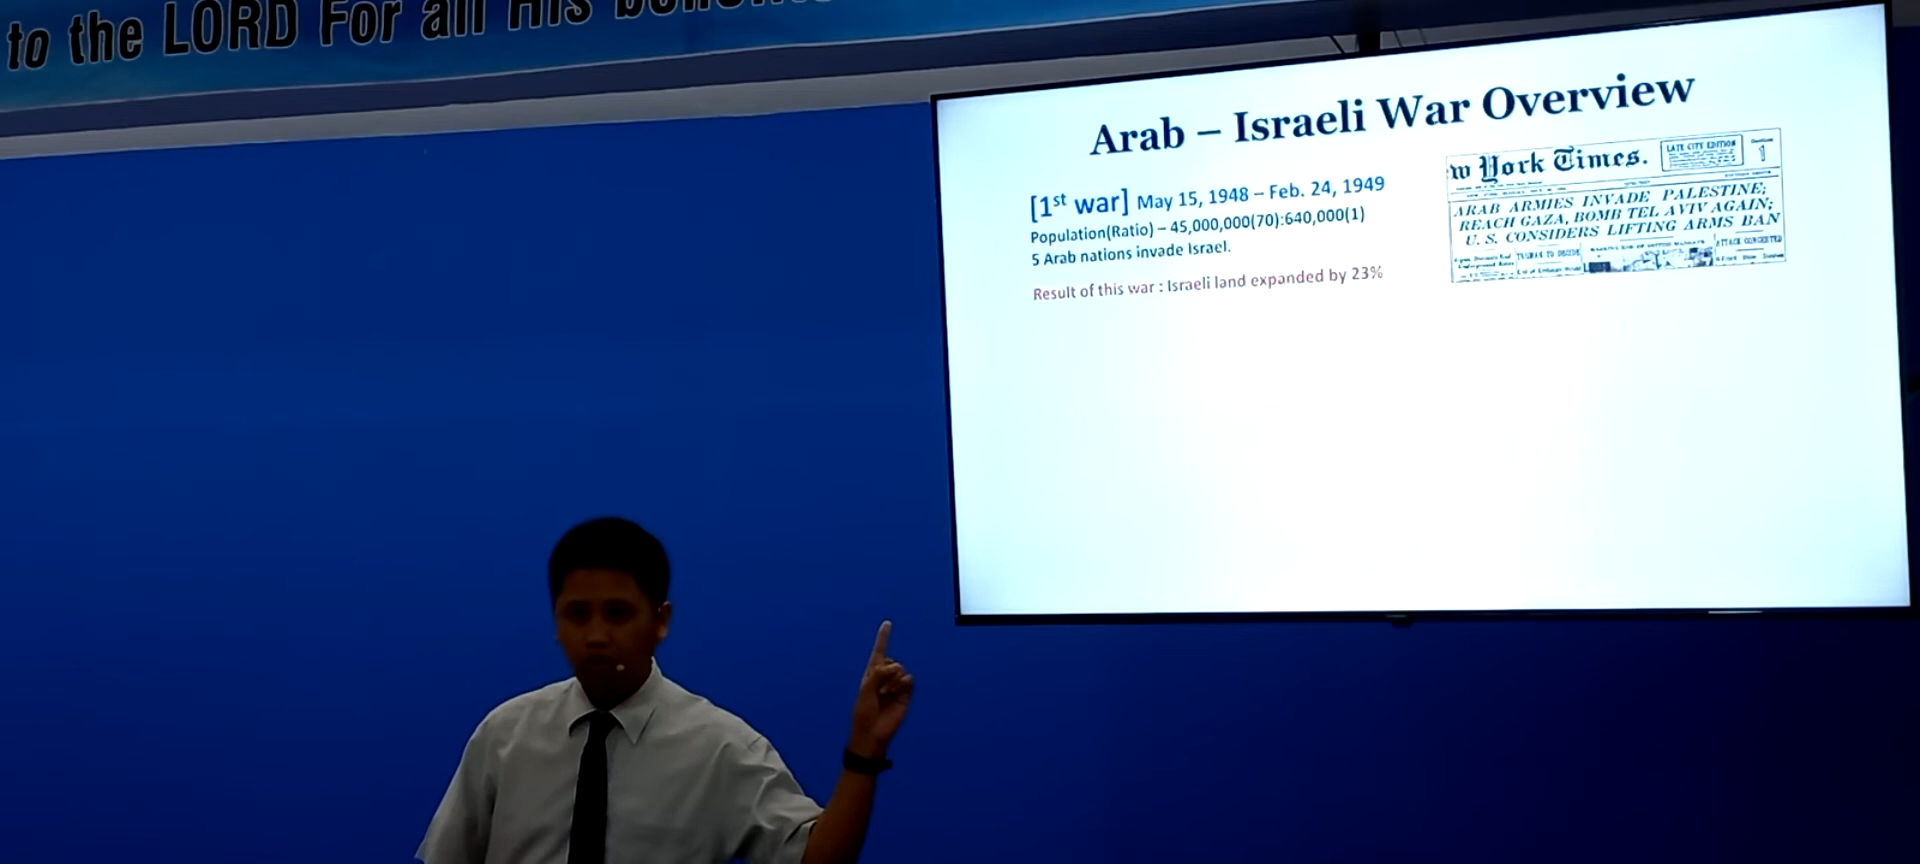 to the LORD For all His
Arab – Israeli War Overview
[1st war] May 15, 1948 – Feb. 24, 1949
Population(Ratio) – 45,000,000(70):640,000(1)
5 Arab nations invade Israel.
Result of this war : Israeli land expanded by 23%
w York Times.
LATE CITY EDITION
1
ARAB ARMIES INVADE PALESTINE;
REACH GAZA, BOMB TEL AVIV AGAIN;
U. S. CONSIDERS LIFTING ARMS BAN